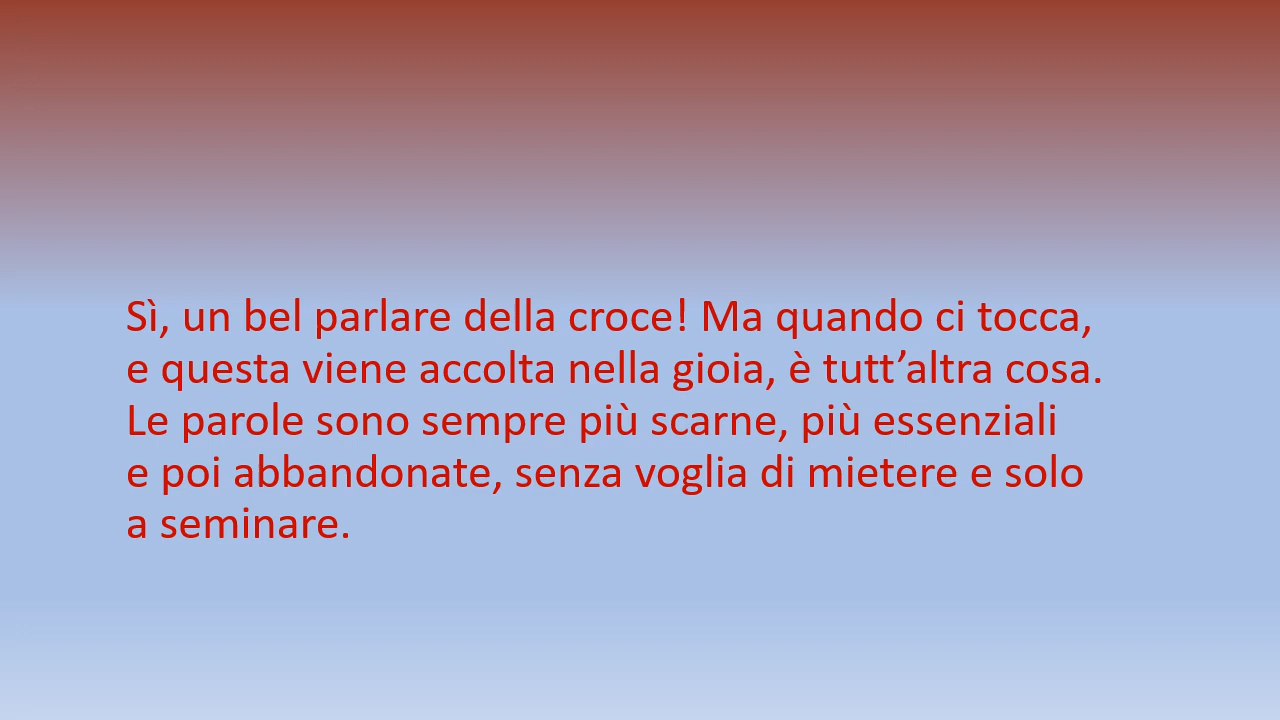 Sì, un bel parlare della croce! Ma quando ci tocca,
e questa viene accolta nella gioia, è tutt’altra cosa.
Le parole sono sempre più scarne, più essenziali
e poi abbandonate, senza voglia di mietere e solo
a seminare.